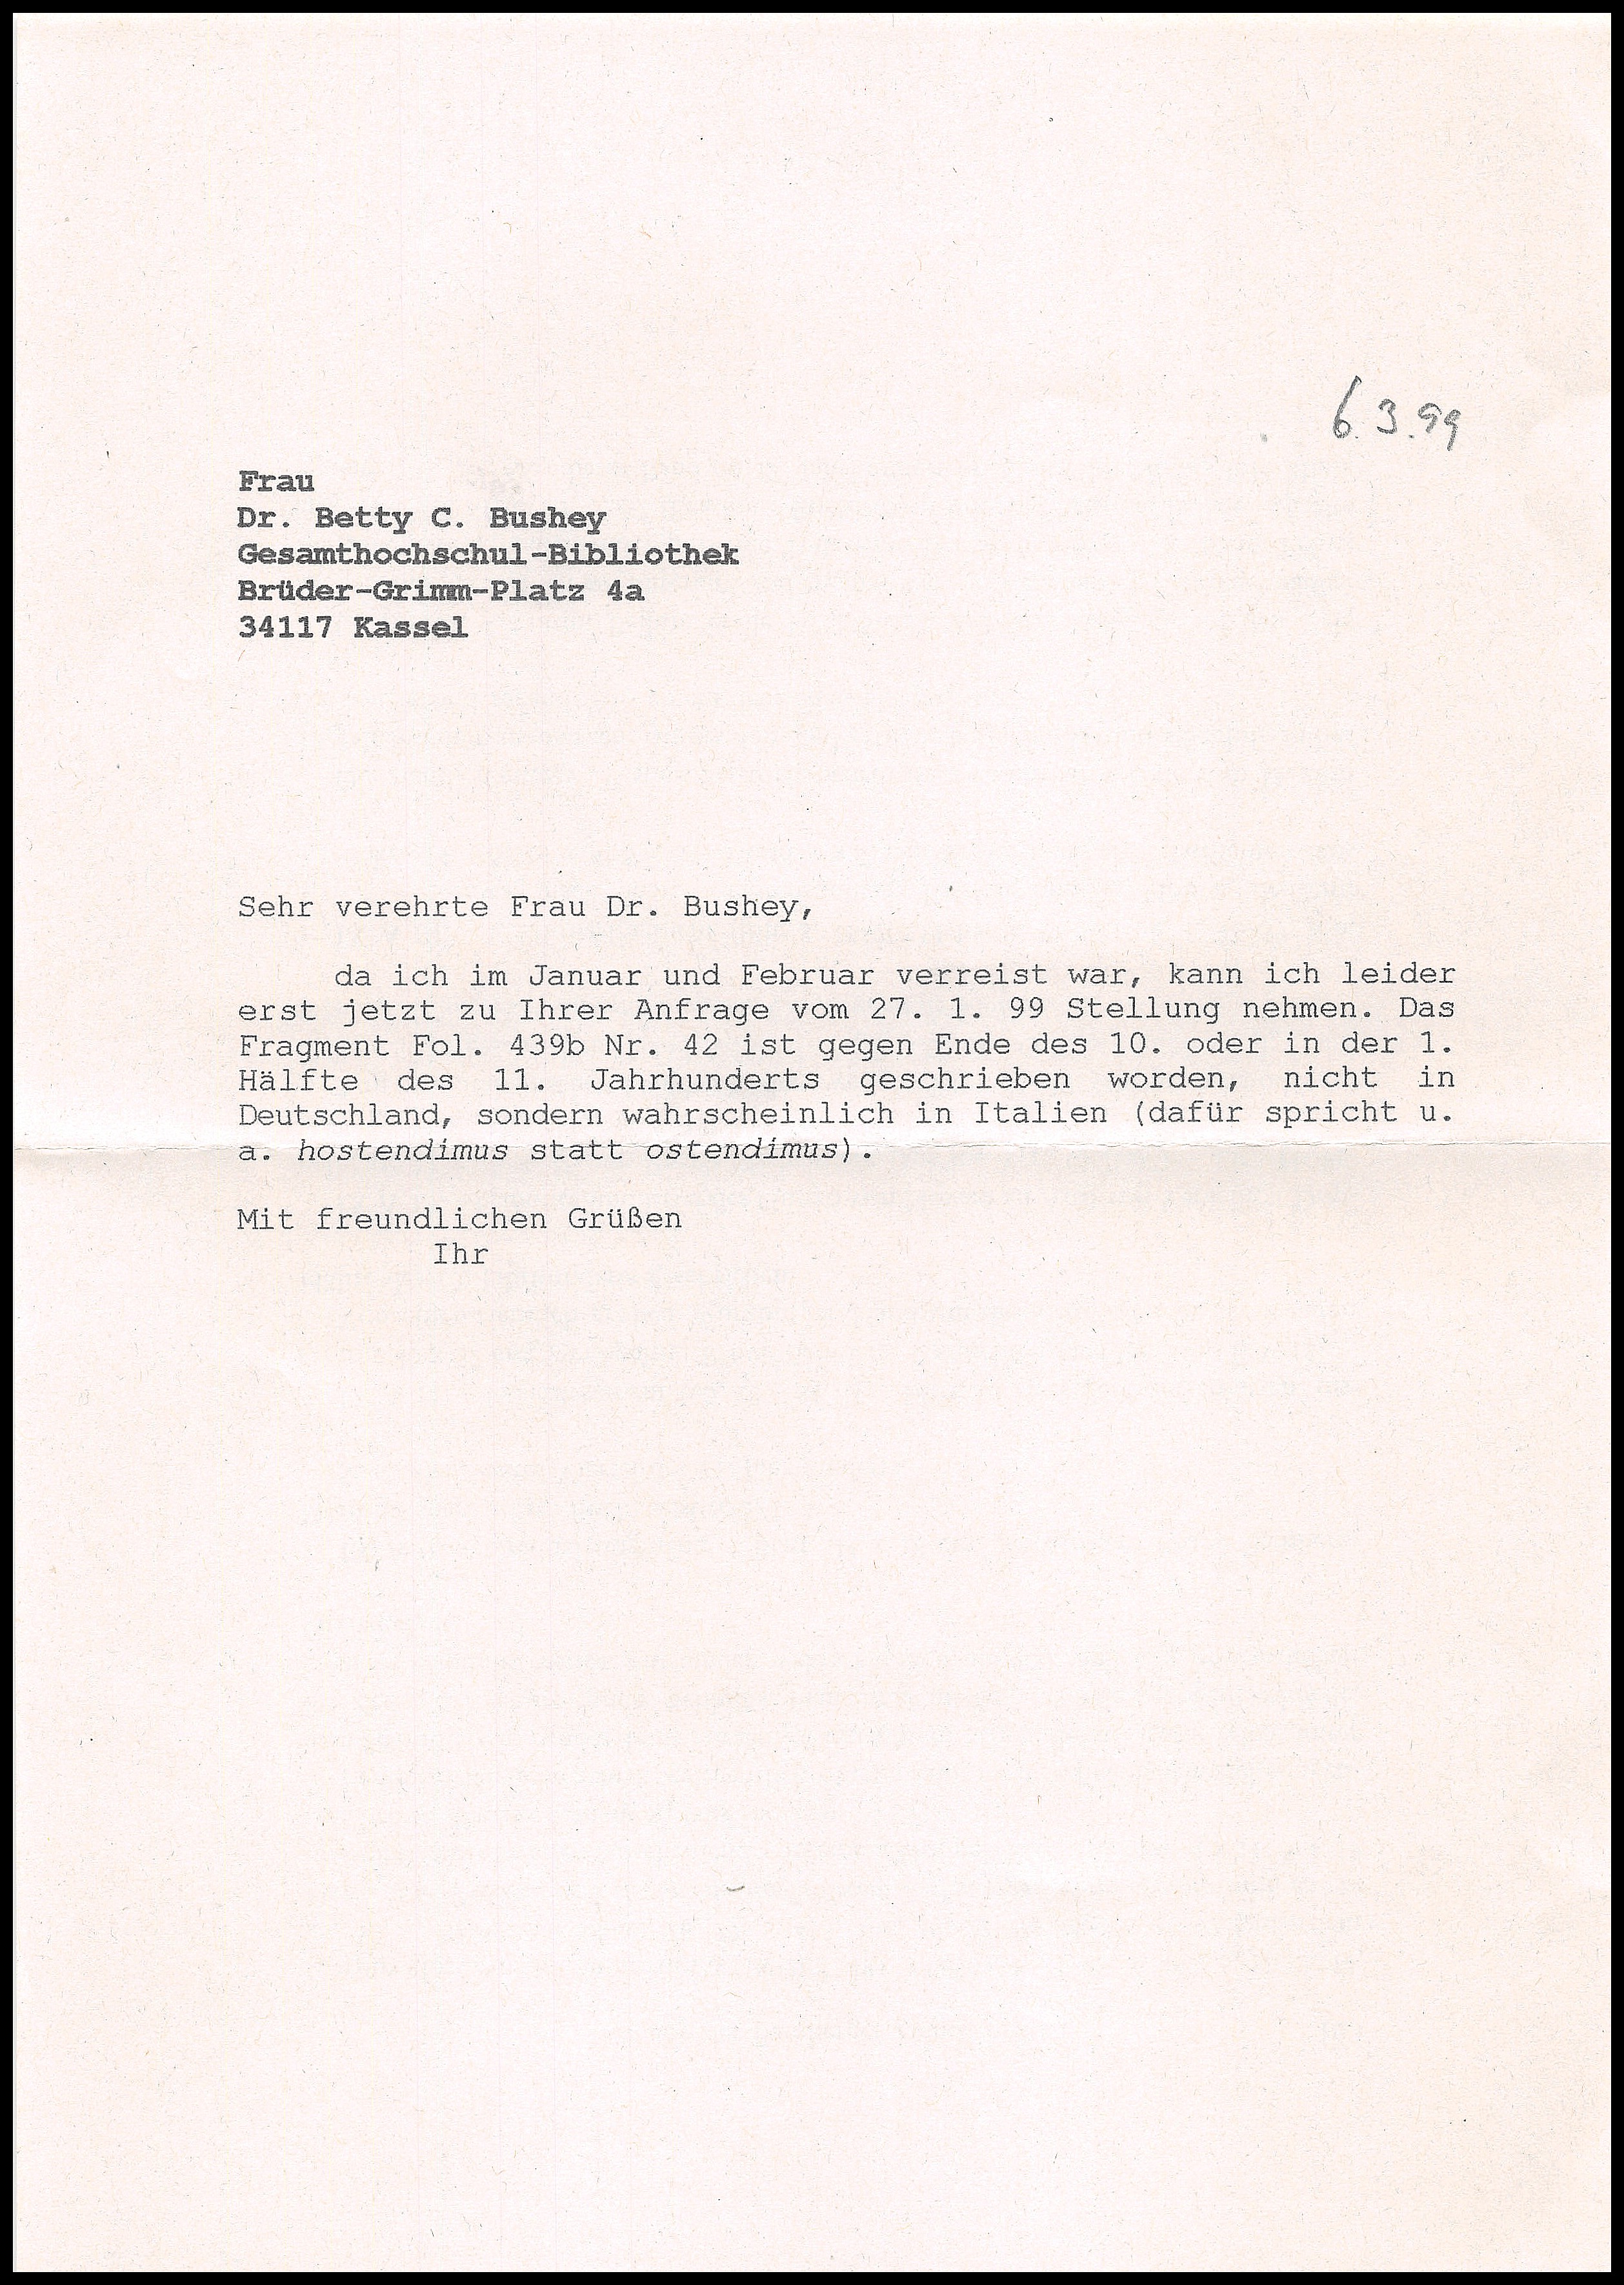 6.3.99
Frau
Dr. Betty C. Bushey
Gesamthochschul-Bibliothek
Brüder-Grimm-Platz 4a
34117 Kassel
Sehr verehrte Frau Dr. Bushey,
da ich im Januar und Februar verreist war, kann ich leider
erst jetzt zu Ihrer Anfrage vom 27. 1. 99 Stellung nehmen. Das
Fragment Fol. 439b Nr. 42 ist gegen Ende des 10. oder in der 1.
Hälfte des 11. Jahrhunderts geschrieben worden, nicht in
Deutschland, sondern wahrscheinlich in Italien (dafür spricht u.
a. hostendimus statt ostendimus).
Mit freundlichen Grüßen
Ihr